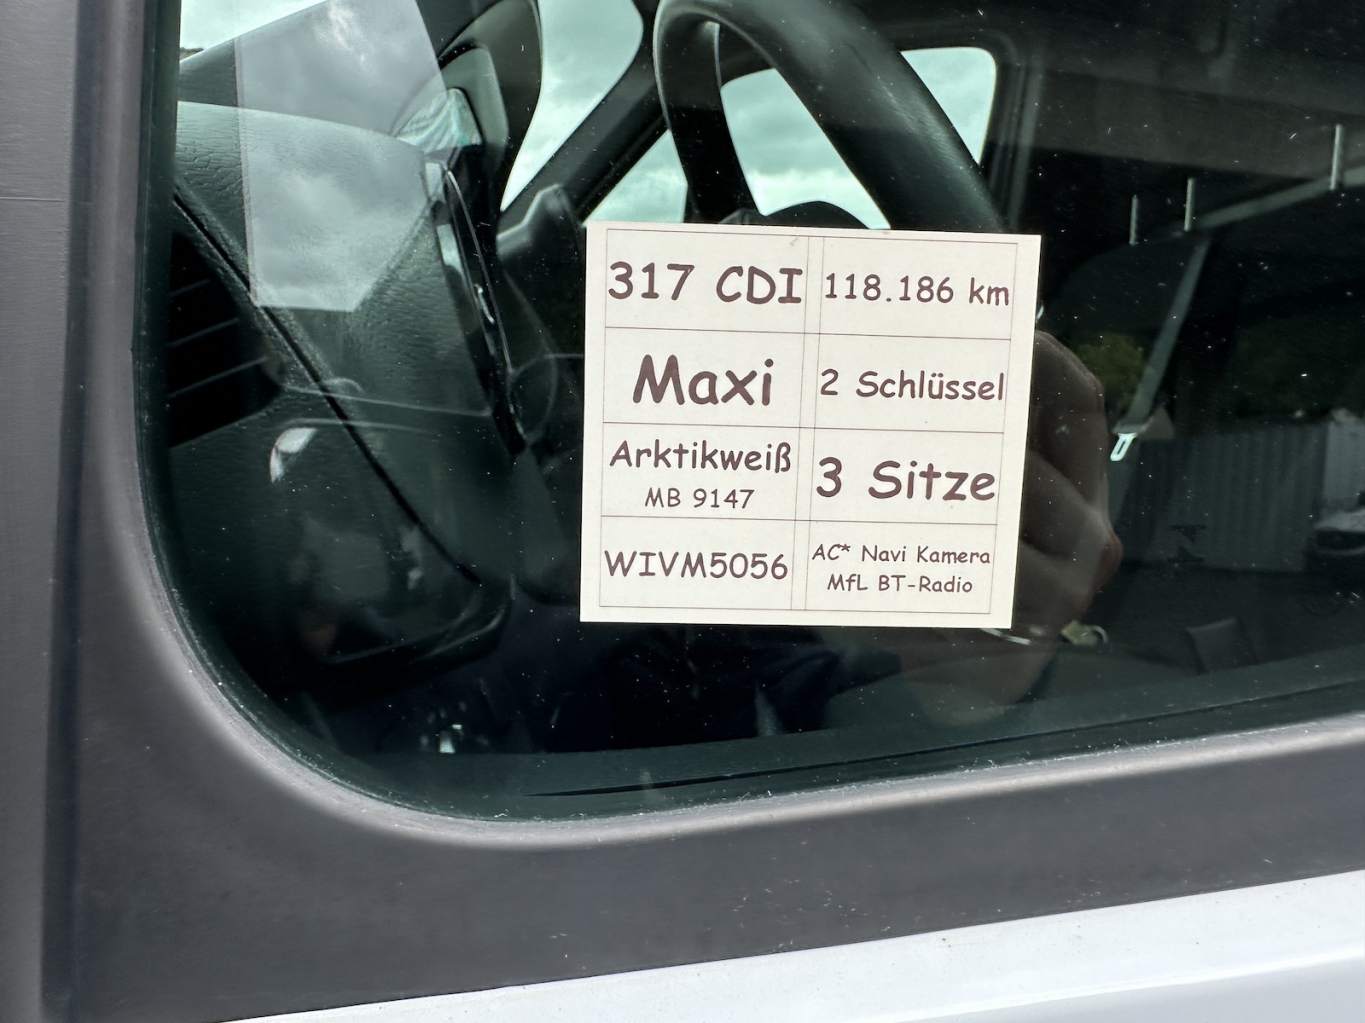 317 CDI
118.186 km
Maxi
2 Schlüssel
Arktikweiß
MB 9147
3 Sitze
WIVM5056
AC* Navi Kamera
MfL BT-Radio